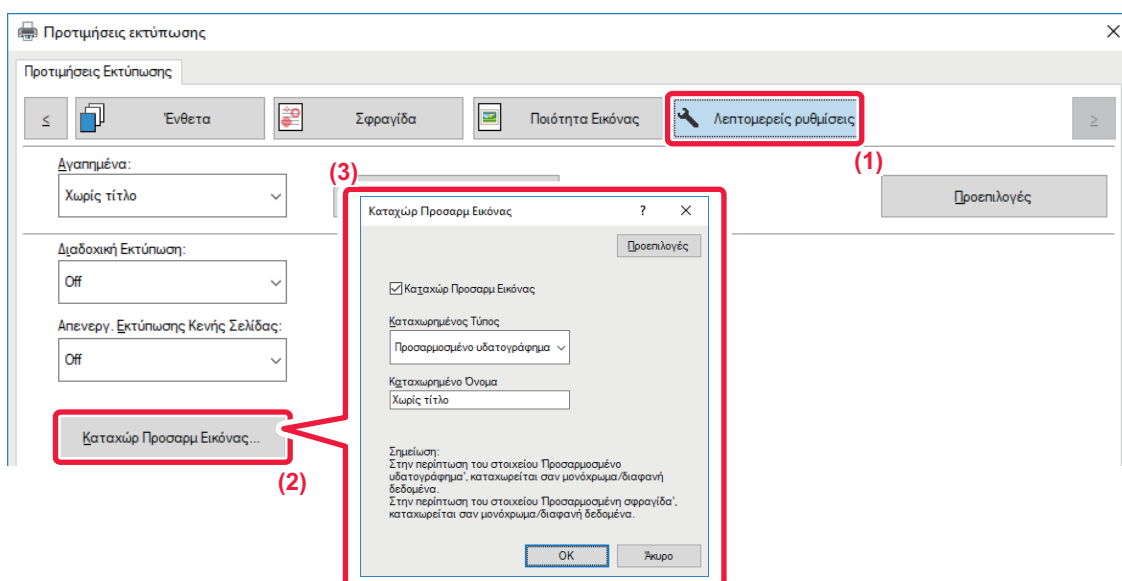 Προτιμήσεις εκτύπωσης
Προτιμήσεις Εκτύπωσης
≤ Ένθετα Σφραγίδα Ποιότητα Εικόνας Λεπτομερείς ρυθμίσεις ≥
(1)
Αγαπημένα:
Χωρίς τίτλο
Προεπιλογές
(3)
Διαδοχική Εκτύπωση:
Off
Απενεργ. Εκτύπωσης Κενής Σελίδας:
Off
Καταχώρ Προσαρμ Εικόνας...
(2)
Καταχώρ Προσαρμ Εικόνας ?
Προεπιλογές
Καταχώρ Προσαρμ Εικόνας
Καταχωρημένος Τύπος
Προσαρμοσμένο υδατογράφημα
Καταχωρημένο Όνομα
Χωρίς τίτλο
Σημείωση:
Στην περίπτωση του στοιχείου 'Προσαρμοσμένο
υδατογράφημα', καταχωρείται σαν μονόχρωμα/διαφανή
δεδομένα.
Στην περίπτωση του στοιχείου 'Προσαρμοσμένη σφραγίδα',
καταχωρείται σαν μονόχρωμα/διαφανή δεδομένα.
OK Άκυρο